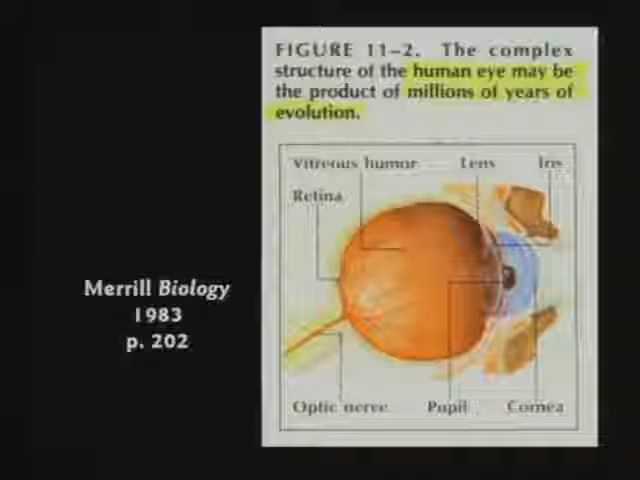 FIGURE 11–2. The complex
structure of the human eye may be
the product of millions of years of
evolution.
Vitreous humor
Lens
Iris
Retina
Merrill Biology
1983
p. 202
Optic nerve
Pupil
Cornea